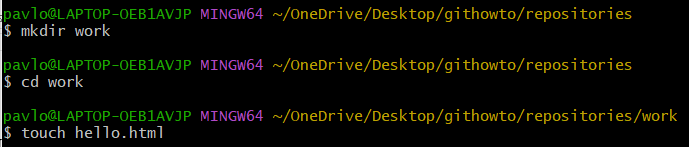 pavlo@LAPTOP-OEB1AVJP MINGW64 ~/OneDrive/Desktop/githowto/repositories
$ mkdir work
pavlo@LAPTOP-OEB1AVJP MINGW64 ~/OneDrive/Desktop/githowto/repositories
$ cd work
pavlo@LAPTOP-OEB1AVJP MINGW64 ~/OneDrive/Desktop/githowto/repositories/work
$ touch hello.html